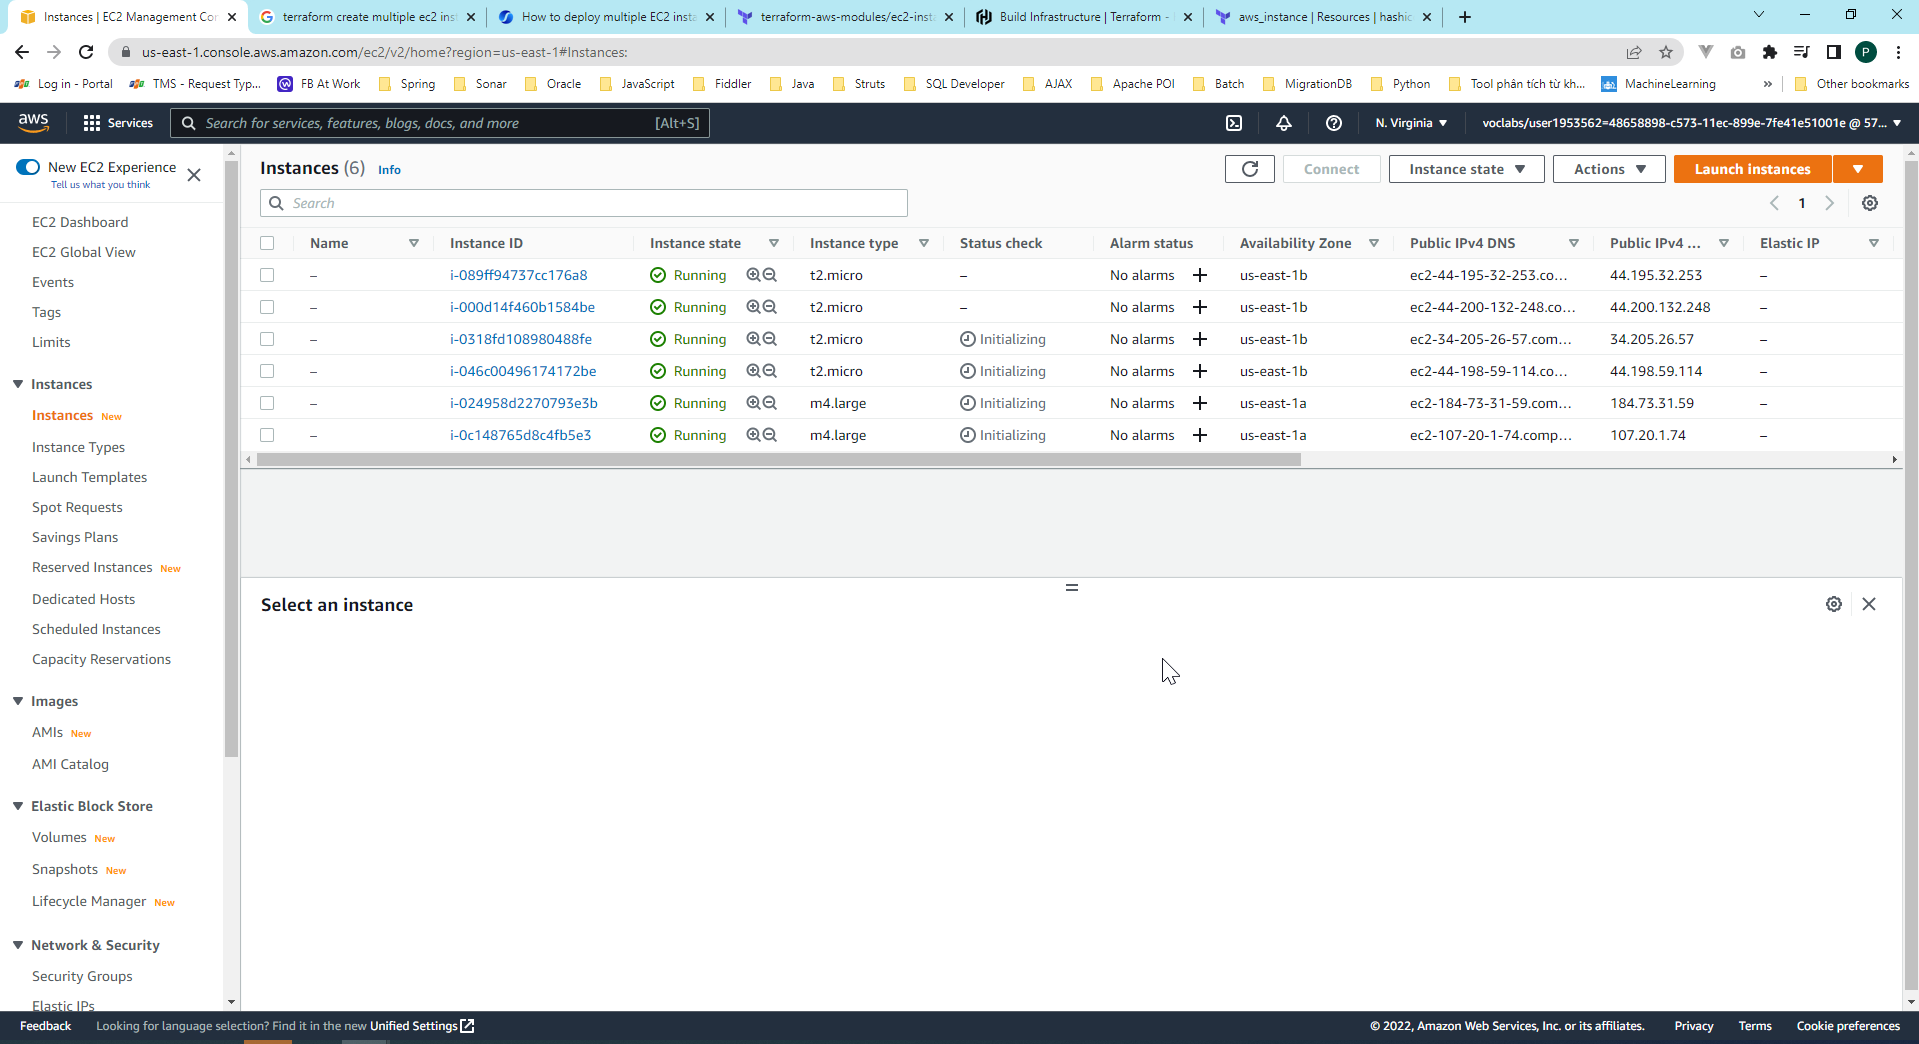 Instances | EC2 Management Con
terraform create multiple ec2 inst
How to deploy multiple EC2 insta
terraform-aws-modules/ec2-insta
Build Infrastructure | Terraform -
aws_instance | Resources | hashic
us-east-1.console.aws.amazon.com/ec2/v2/home?region=us-east-1#Instances:
P
Log in - Portal
TMS - Request Typ...
FB At Work
Spring
Sonar
Oracle
JavaScript
Fiddler
Java
Struts
SQL Developer
AJAX
Apache POI
Batch
MigrationDB
Python
Tool phân tích từ kh...
MachineLearning
»
Other bookmarks
aws
Services
Search for services, features, blogs, docs, and more [Alt+S]
N. Virginia
voclabs/user1953562=48658898-c573-11ec-899e-7fe41e51001e @ 57...
New EC2 Experience
Tell us what you think
EC2 Dashboard
EC2 Global View
Events
Tags
Limits
Instances
Instances New
Instance Types
Launch Templates
Spot Requests
Savings Plans
Reserved Instances New
Dedicated Hosts
Scheduled Instances
Capacity Reservations
Images
AMIs New
AMI Catalog
Elastic Block Store
Volumes New
Snapshots New
Lifecycle Manager New
Network & Security
Security Groups
Elastic IPs
Instances (6) Info
Connect
Instance state
Actions
Launch instances
Search
1
Name Instance ID Instance state Instance type Status check Alarm status Availability Zone Public IPv4 DNS Public IPv4 ... Elastic IP
– i-089ff94737cc176a8 Running t2.micro – No alarms + us-east-1b ec2-44-195-32-253.co... 44.195.32.253 –
– i-000d14f460b1584be Running t2.micro – No alarms + us-east-1b ec2-44-200-132-248.co... 44.200.132.248 –
– i-0318fd108980488fe Running t2.micro Initializing No alarms + us-east-1b ec2-34-205-26-57.com... 34.205.26.57 –
– i-046c00496174172be Running t2.micro Initializing No alarms + us-east-1b ec2-44-198-59-114.co... 44.198.59.114 –
– i-024958d2270793e3b Running m4.large Initializing No alarms + us-east-1a ec2-184-73-31-59.com... 184.73.31.59 –
– i-0c148765d8c4fb5e3 Running m4.large Initializing No alarms + us-east-1a ec2-107-20-1-74.comp... 107.20.1.74 –
Select an instance
Feedback
Looking for language selection? Find it in the new Unified Settings
© 2022, Amazon Web Services, Inc. or its affiliates.
Privacy
Terms
Cookie preferences